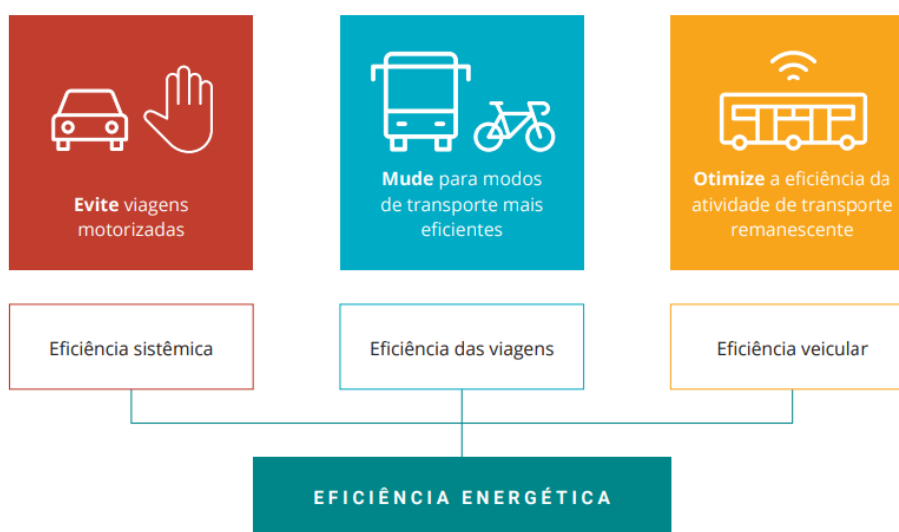 Evite viagens
motorizadas
Mude para modos
de transporte mais
eficientes
Otimize a eficiência da
atividade de transporte
remanescente
Eficiência sistêmica
Eficiência das viagens
Eficiência veicular
EFICIÊNCIA ENERGÉTICA